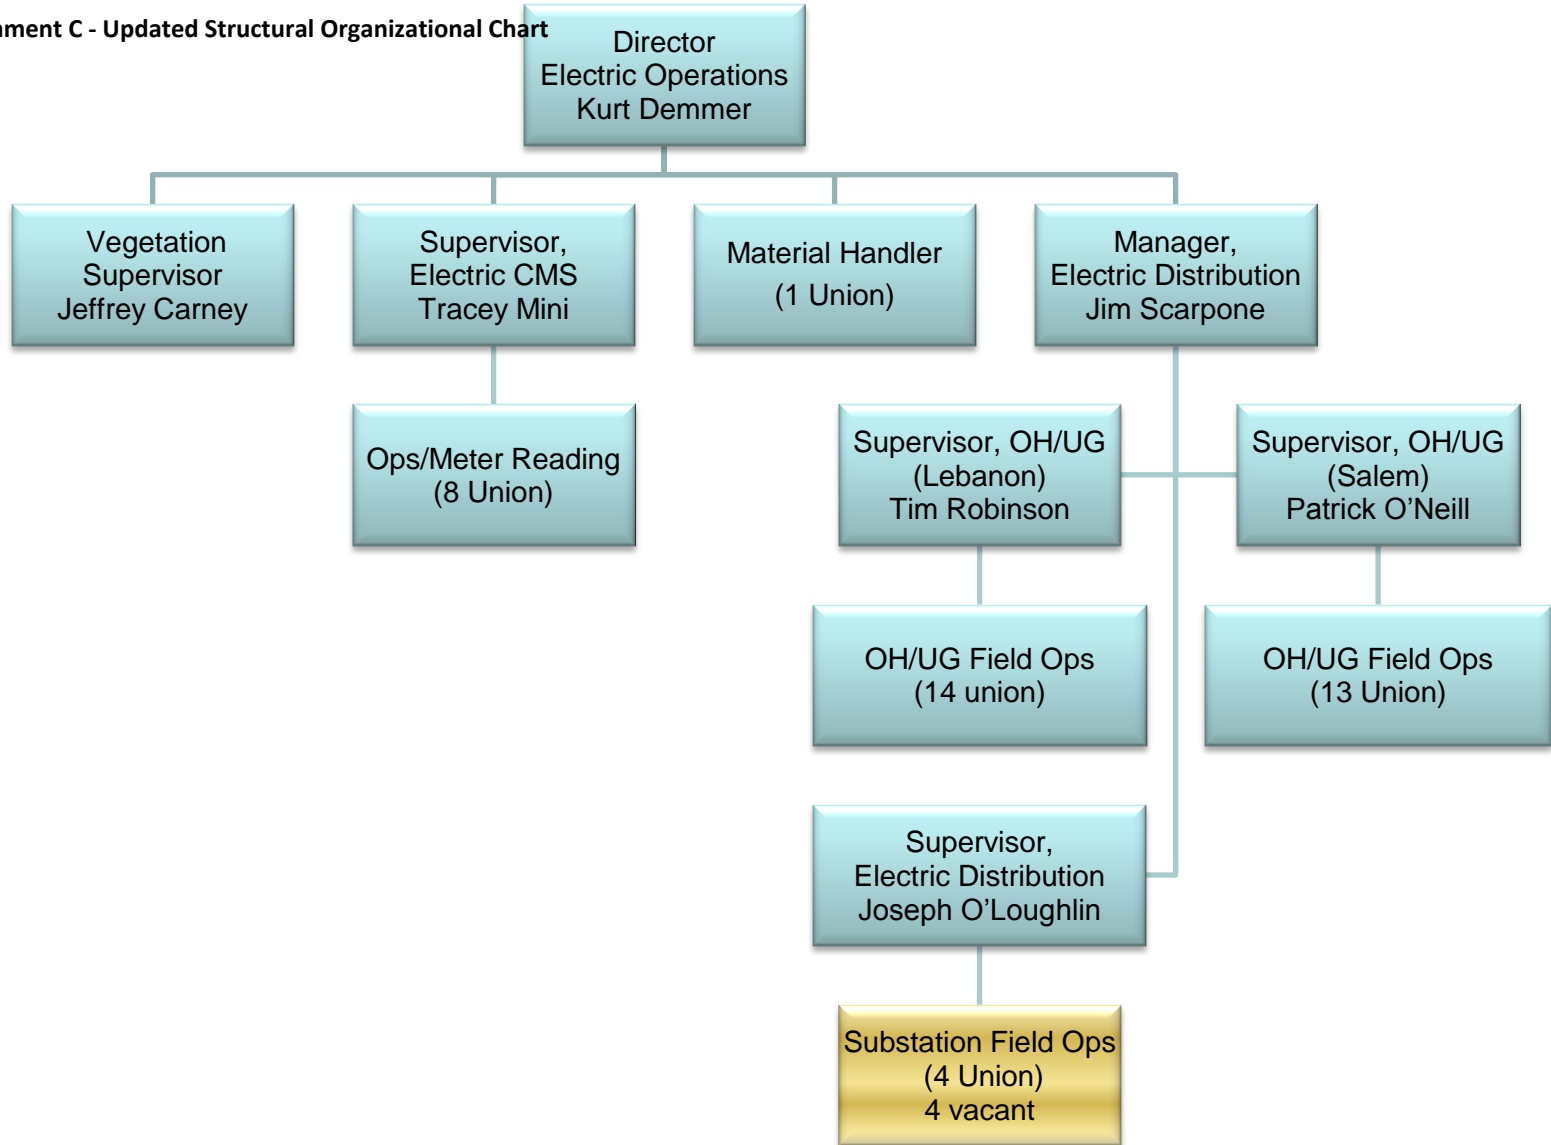 ment C - Updated Structural Organizational Chart
Director
Electric Operations
Kurt Demmer
Vegetation
Supervisor
Jeffrey Carney
Supervisor,
Electric CMS
Tracey Mini
Material Handler
(1 Union)
Manager,
Electric Distribution
Jim Scarpone
Ops/Meter Reading
(8 Union)
Supervisor, OH/UG
(Lebanon)
Tim Robinson
Supervisor, OH/UG
(Salem)
Patrick O’Neill
OH/UG Field Ops
(14 union)
OH/UG Field Ops
(13 Union)
Supervisor,
Electric Distribution
Joseph O’Loughlin
Substation Field Ops
(4 Union)
4 vacant